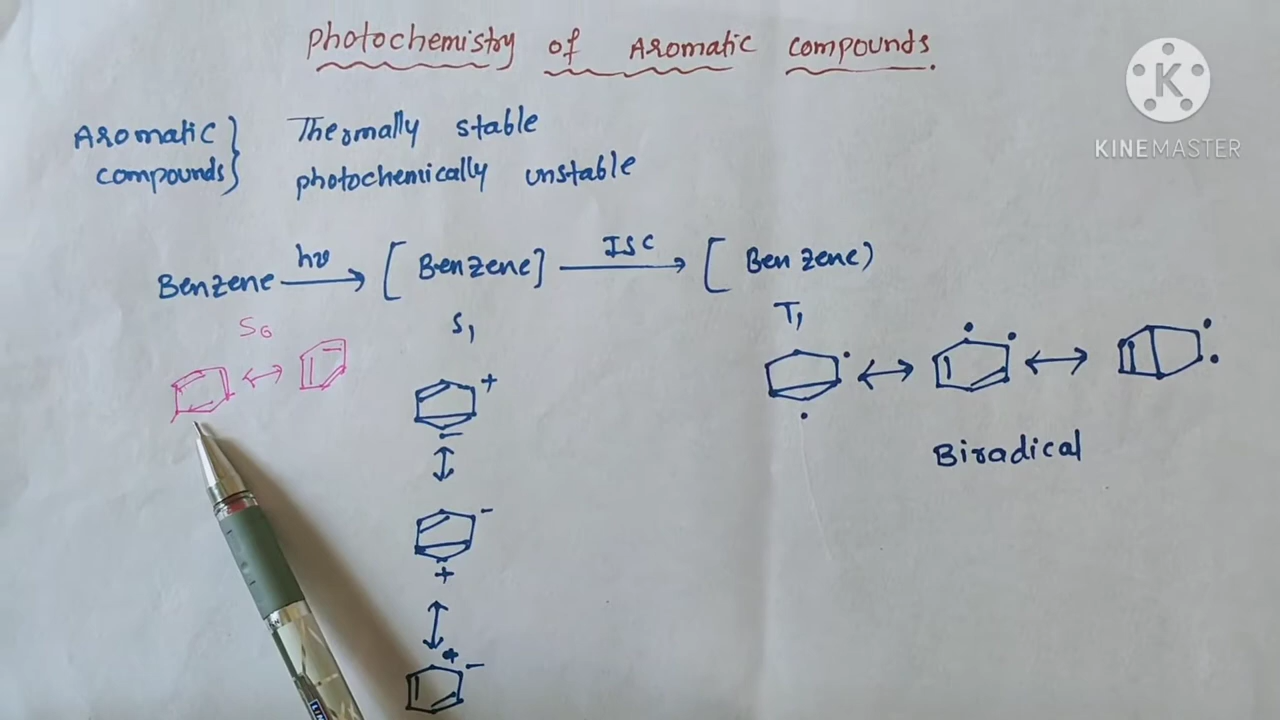 Photochemistry of Aromatic compounds.
K
KINEMASTER
Aromatic compounds} Thermally stable
photochemically unstable
Benzene hν → [Benzene] ISC → [Benzene)
S₀ S₁ T₁
+
•
↔ ↔ ↔
−
−
+
+ −
Biradical
LIN